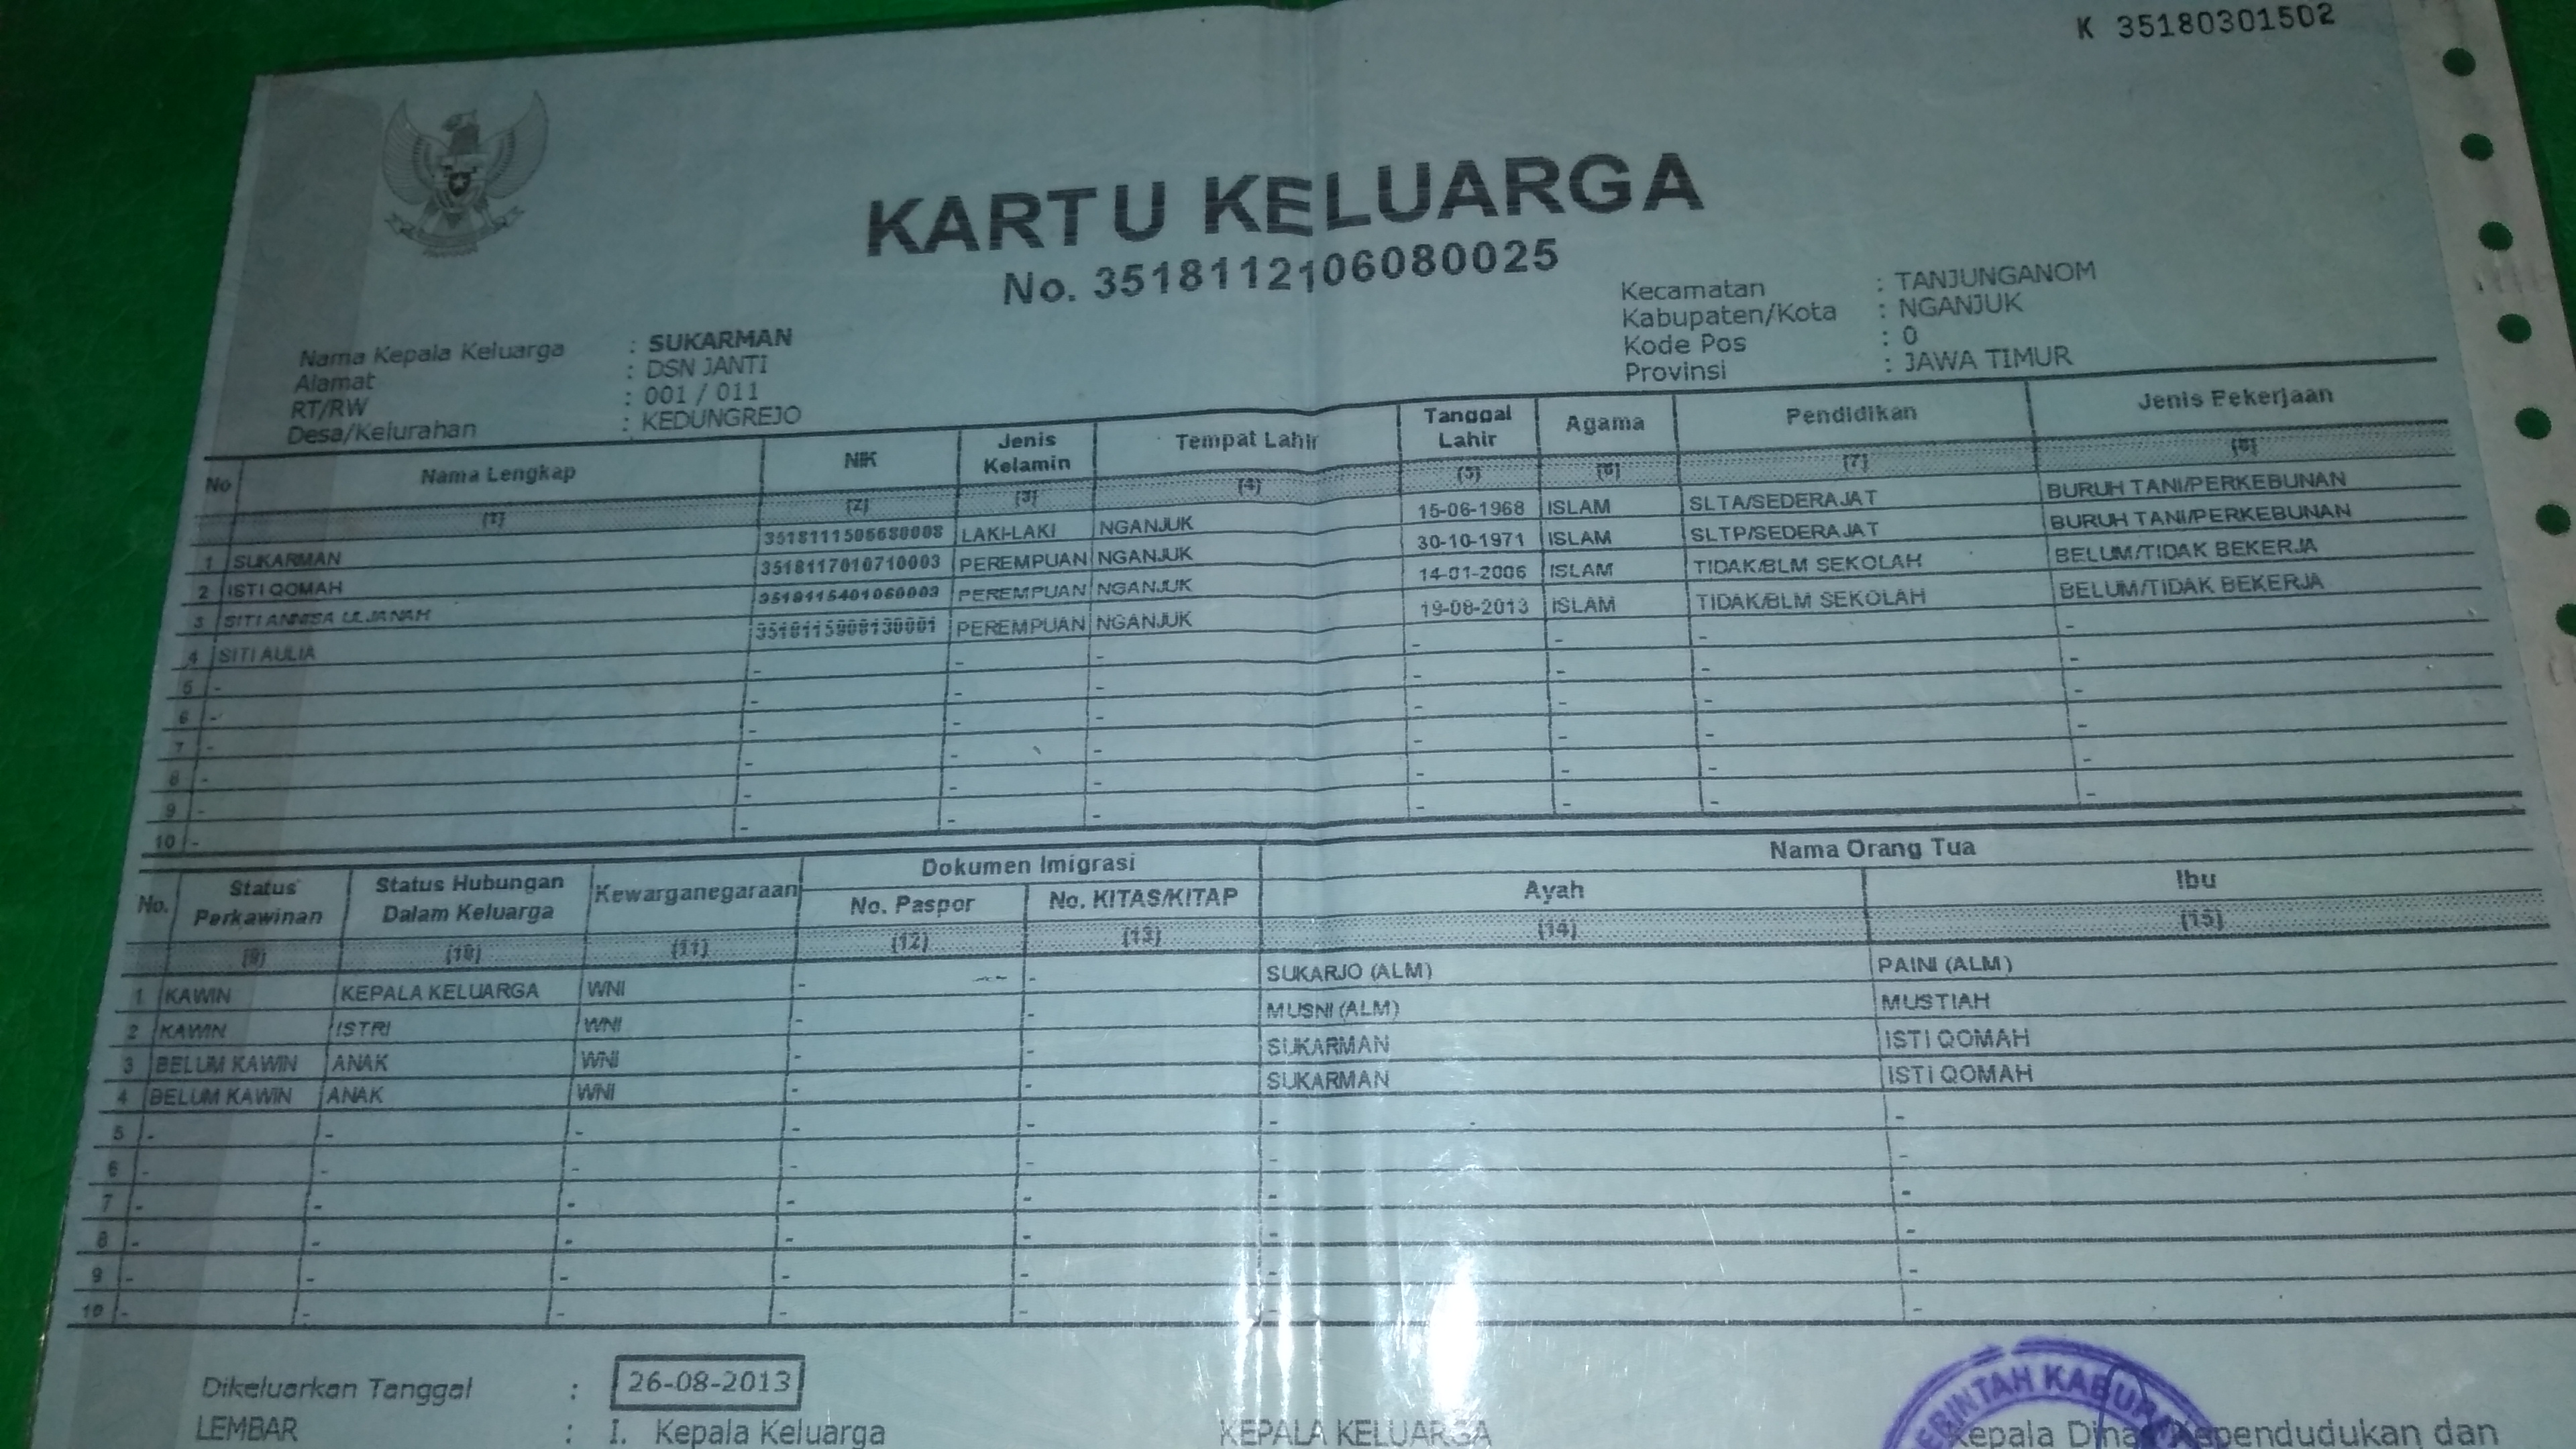 K 35180301502
KARTU KELUARGA
No. 3518112106080025
Nama Kepala Keluarga : SUKARMAN
Alamat : DSN JANTI
RT/RW : 001 / 011
Desa/Kelurahan : KEDUNGREJO
Kecamatan : TANJUNGANOM
Kabupaten/Kota : NGANJUK
Kode Pos : 0
Provinsi : JAWA TIMUR
No Nama Lengkap NIK Jenis Kelamin Tempat Lahir Tanggal Lahir Agama Pendidikan Jenis Pekerjaan
(1) (2) (3) (4) (5) (6) (7) (8)
1 SUKARMAN 3518111506680008 LAKI-LAKI NGANJUK 15-06-1968 ISLAM SLTA/SEDERAJAT BURUH TANI/PERKEBUNAN
2 ISTI QOMAH 3518117010710003 PEREMPUAN NGANJUK 30-10-1971 ISLAM SLTP/SEDERAJAT BURUH TANI/PERKEBUNAN
3 SITI ANNISA UL JANAH 3518115401060003 PEREMPUAN NGANJUK 14-01-2006 ISLAM TIDAK/BLM SEKOLAH BELUM/TIDAK BEKERJA
4 SITI AULIA 3518115908130001 PEREMPUAN NGANJUK 19-08-2013 ISLAM TIDAK/BLM SEKOLAH BELUM/TIDAK BEKERJA
5 - - - - - - - -
6 - - - - - - - -
7 - - - - - - - -
8 - - - - - - - -
9 - - - - - - - -
10 - - - - - - - -
No. Status Perkawinan Status Hubungan Dalam Keluarga Kewarganegaraan Dokumen Imigrasi Nama Orang Tua
No. Paspor No. KITAS/KITAP Ayah Ibu
(9) (10) (11) (12) (13) (14) (15)
1 KAWIN KEPALA KELUARGA WNI - - SUKARJO (ALM) PAINI (ALM)
2 KAWIN ISTRI WNI - - MUSNI (ALM) MUSTIAH
3 BELUM KAWIN ANAK WNI - - SUKARMAN ISTI QOMAH
4 BELUM KAWIN ANAK WNI - - SUKARMAN ISTI QOMAH
5 - - - - - - -
6 - - - - - - -
7 - - - - - - -
8 - - - - - - -
9 - - - - - - -
10 - - - - - - -
Dikeluarkan Tanggal : 26-08-2013
LEMBAR : I. Kepala Keluarga
KEPALA KELUARGA
Kepala Dinas Kependudukan dan